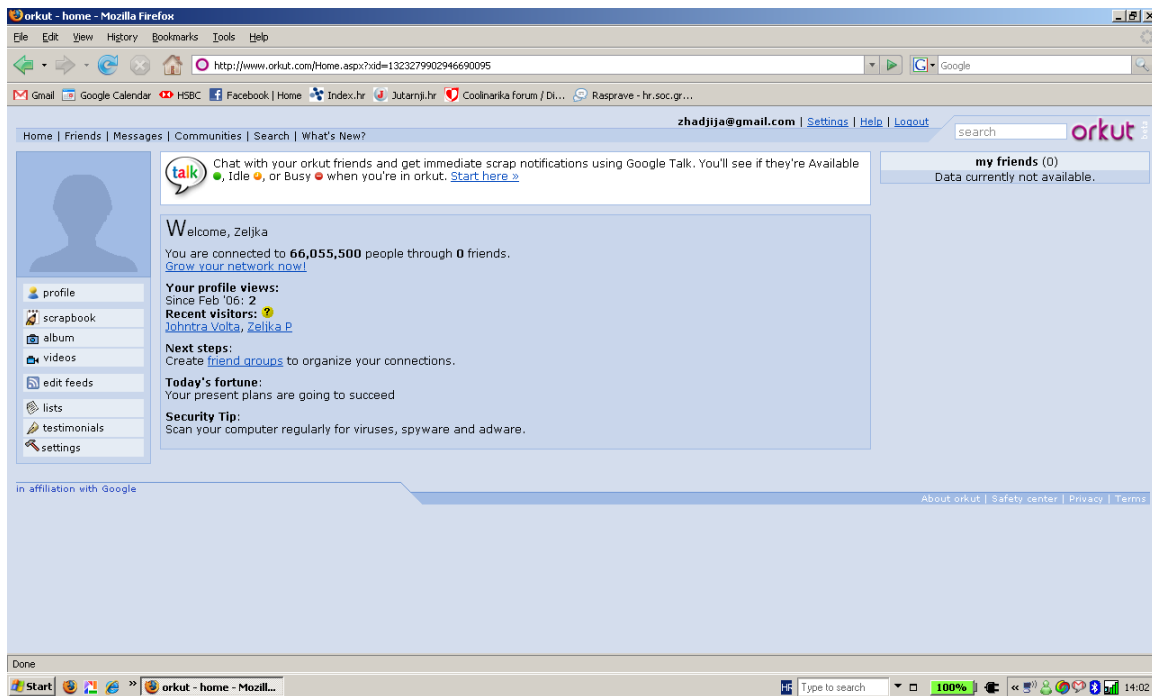 orkut - home - Mozilla Firefox
File Edit View History Bookmarks Tools Help
http://www.orkut.com/Home.aspx?xid=1323279902946690095
G Google
Gmail Google Calendar HSBC Facebook | Home Index.hr Jutarnji.hr Coolinarika forum / Di... Rasprave - hr.soc.gr...
zhadjija@gmail.com | Settings | Help | Logout
Home | Friends | Messages | Communities | Search | What's New?
search
orkut beta
talk
Chat with your orkut friends and get immediate scrap notifications using Google Talk. You'll see if they're Available
, Idle , or Busy when you're in orkut. Start here »
my friends (0)
Data currently not available.
Welcome, Zeljka
You are connected to 66,055,500 people through 0 friends.
Grow your network now!
Your profile views:
Since Feb '06: 2
Recent visitors: ?
Johntra Volta, Zeljka P
Next steps:
Create friend groups to organize your connections.
Today's fortune:
Your present plans are going to succeed
Security Tip:
Scan your computer regularly for viruses, spyware and adware.
profile
scrapbook
album
videos
edit feeds
lists
testimonials
settings
in affiliation with Google
About orkut | Safety center | Privacy | Terms
Done
Start » orkut - home - Mozill... Type to search 100% « 14:02